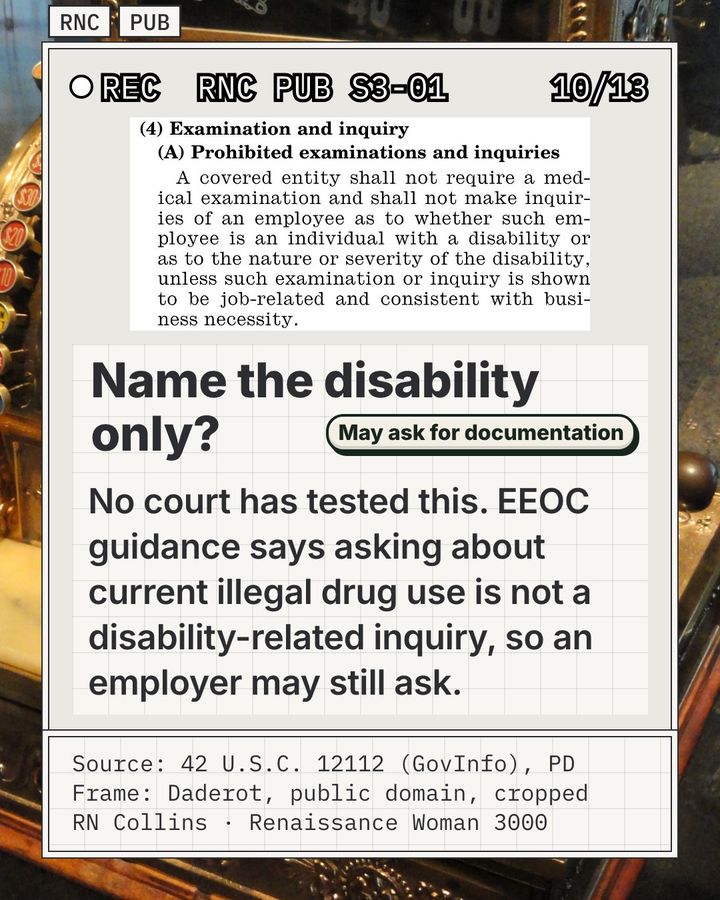 RNC PUB
REC RNC PUB S3-01 10/13
(4) Examination and inquiry
(A) Prohibited examinations and inquiries
A covered entity shall not require a med-
ical examination and shall not make inquir-
ies of an employee as to whether such em-
ployee is an individual with a disability or
as to the nature or severity of the disability,
unless such examination or inquiry is shown
to be job-related and consistent with busi-
ness necessity.
Name the disability
only?
May ask for documentation
No court has tested this. EEOC
guidance says asking about
current illegal drug use is not a
disability-related inquiry, so an
employer may still ask.
Source: 42 U.S.C. 12112 (GovInfo), PD
Frame: Daderot, public domain, cropped
RN Collins · Renaissance Woman 3000
$20